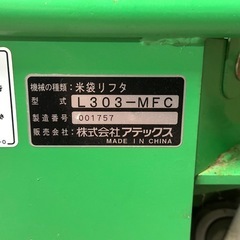 機械の種類：米袋リフタ
型式 L303-MFC
製造番号 001757
販売会社：株式会社アテックス
MADE IN CHINA